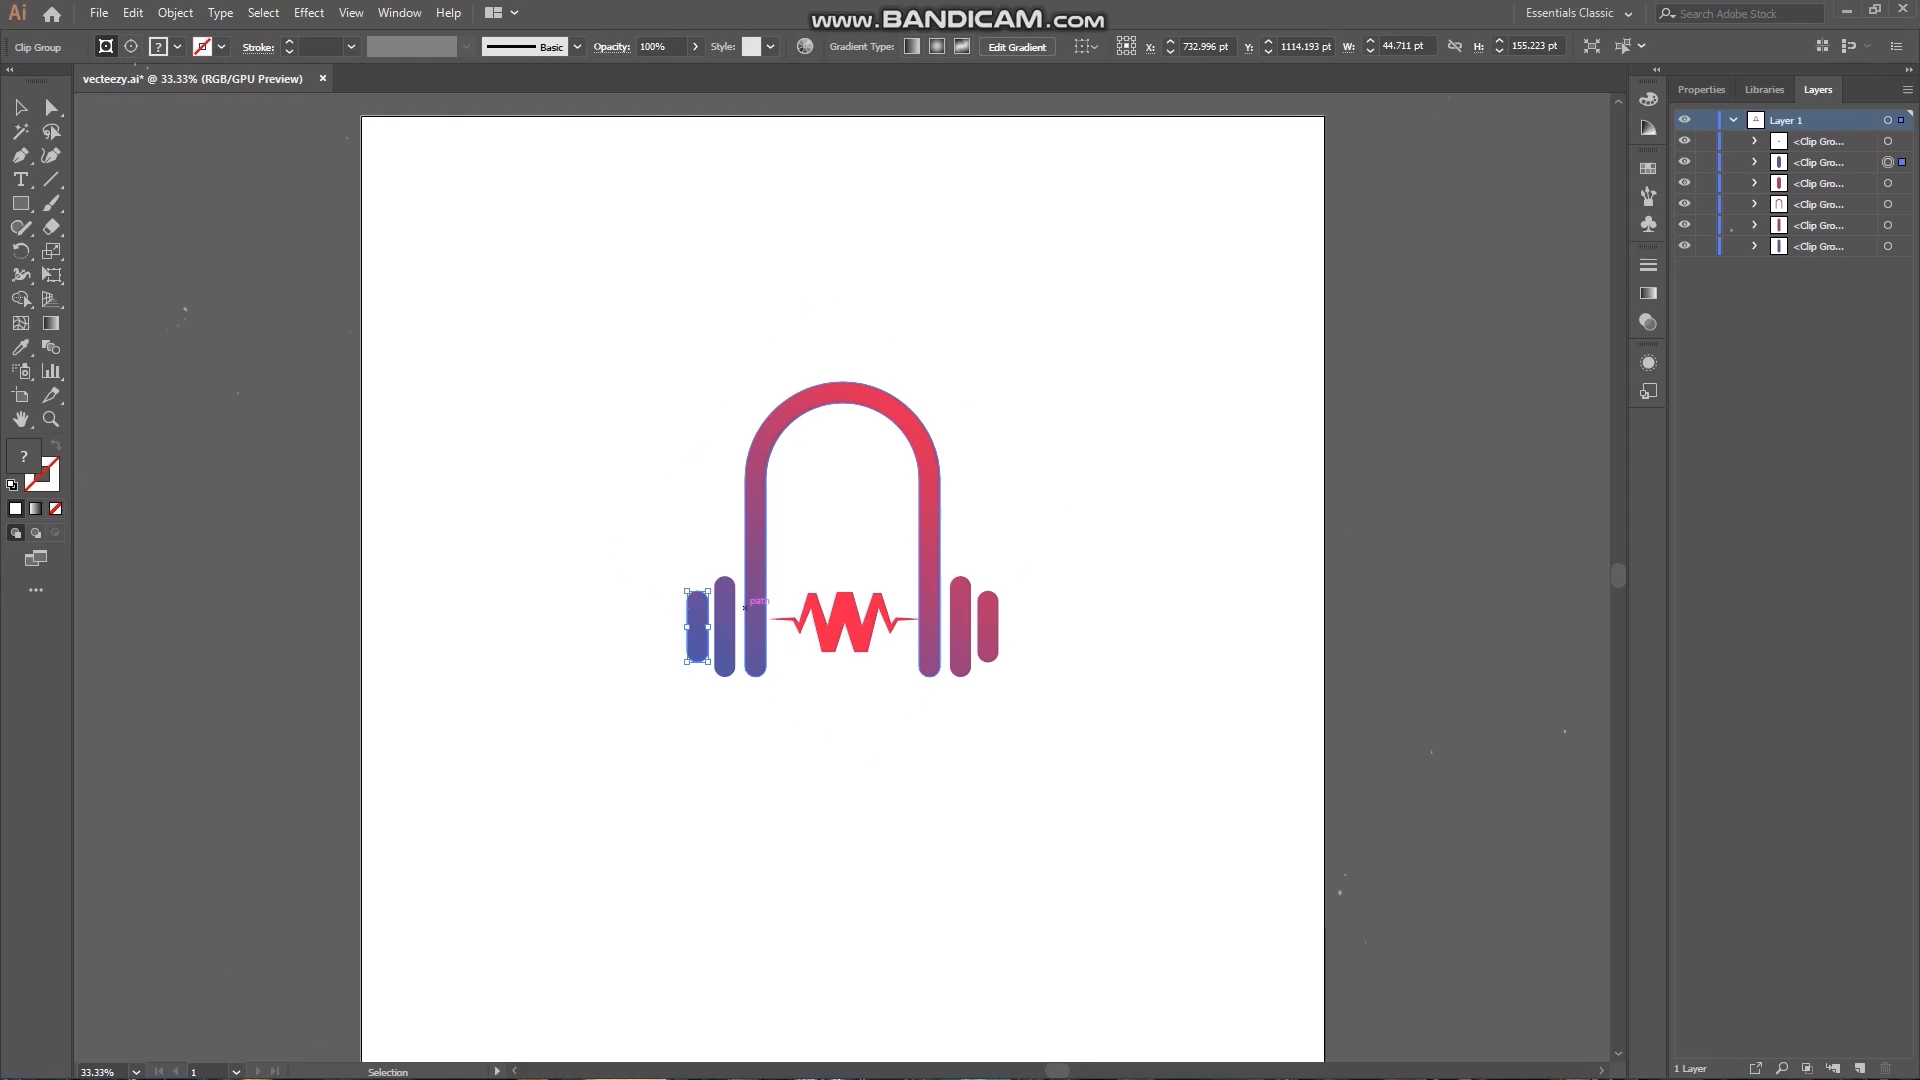 Ai File Edit Object Type Select Effect View Window Help www.BANDICAM.com Essentials Classic Search Adobe Stock
Clip Group ? Stroke: Basic Opacity: 100% Style: Gradient Type: Edit Gradient X: 732.996 pt Y: 1114.193 pt W: 44.711 pt H: 155.223 pt
vecteezy.ai* @ 33.33% (RGB/GPU Preview)
Properties Libraries Layers
Layer 1
<Clip Gro...
<Clip Gro...
<Clip Gro...
<Clip Gro...
<Clip Gro...
<Clip Gro...
?
path
33.33% 1 Selection 1 Layer